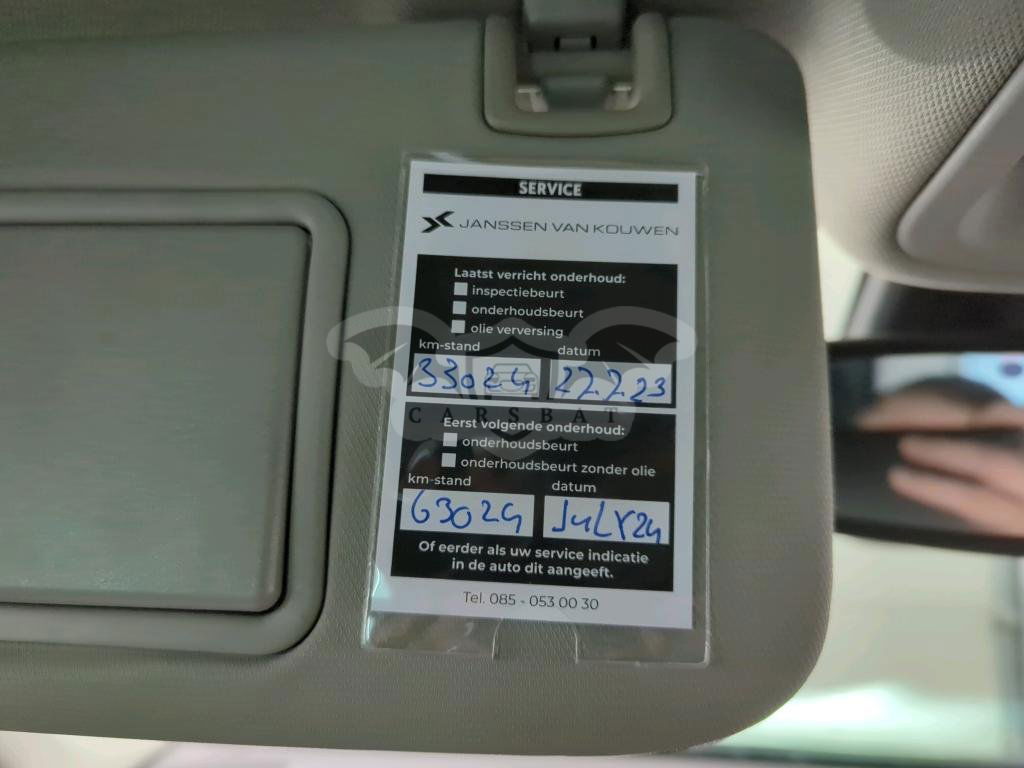 SERVICE
JANSSEN VAN KOUWEN
Laatst verricht onderhoud:
inspectiebeurt
onderhoudsbeurt
olie verversing
km-stand datum
33024 27.7.23
CARSBAT
Eerst volgende onderhoud:
onderhoudsbeurt
onderhoudsbeurt zonder olie
km-stand datum
63024 JULY24
Of eerder als uw service indicatie
in de auto dit aangeeft.
Tel. 085 - 053 00 30